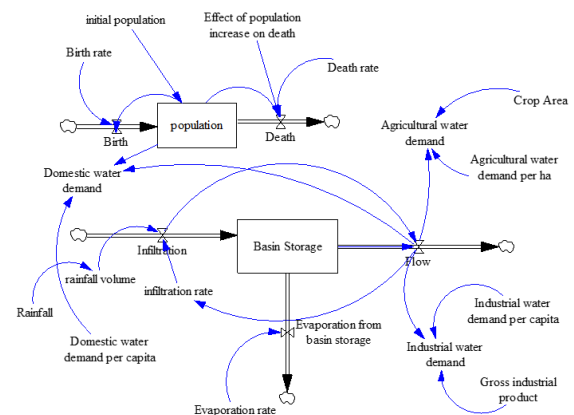 initial population
Effect of population
increase on death
Birth rate
Death rate
Crop Area
population
Birth
Death
Agricultural water
demand
Domestic water
demand
Agricultural water
demand per ha
Infiltration
Basin Storage
Flow
rainfall volume
infiltration rate
Rainfall
Industrial water
demand per capita
Evaporation from
basin storage
Domestic water
demand per capita
Industrial water
demand
Gross industrial
product
Evaporation rate